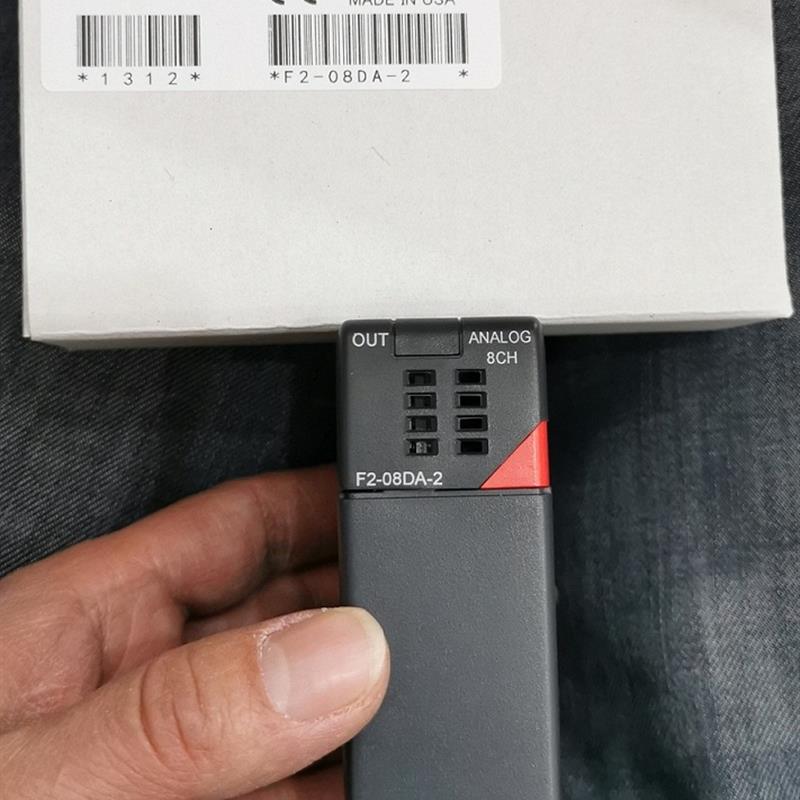 MADE IN USA
*1312* *F2-08DA-2 *
OUT ANALOG
8CH
F2-08DA-2